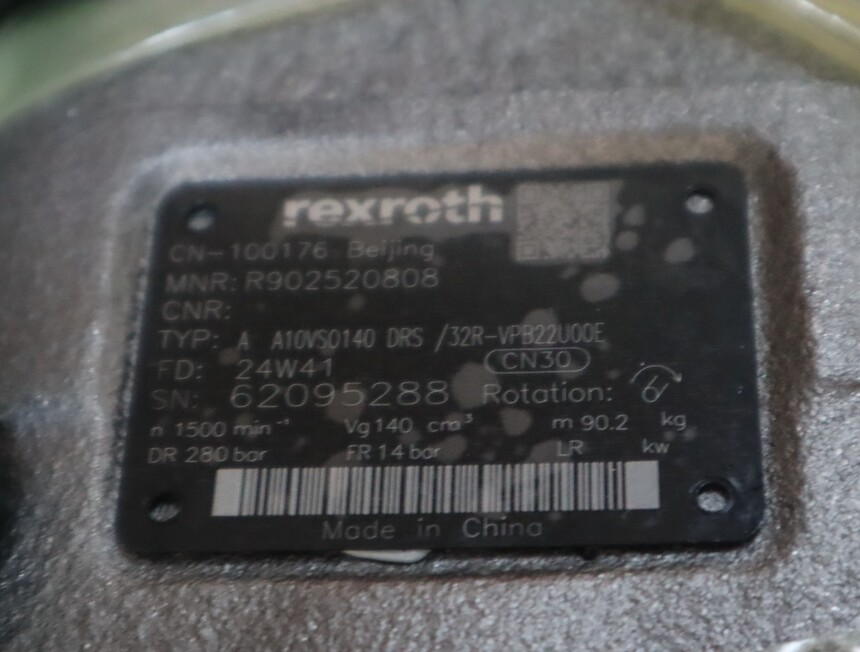 rexroth
CN-100176 Beijing
MNR: R902520808
CNR:
TYP: A A10VSO140 DRS /32R-VPB22U00E
FD: 24W41 CN30
SN: 62095288 Rotation:
n 1500 min⁻¹ Vg 140 cm³ m 90.2 kg
DR 280 bar FR 14 bar LR kw
Made in China